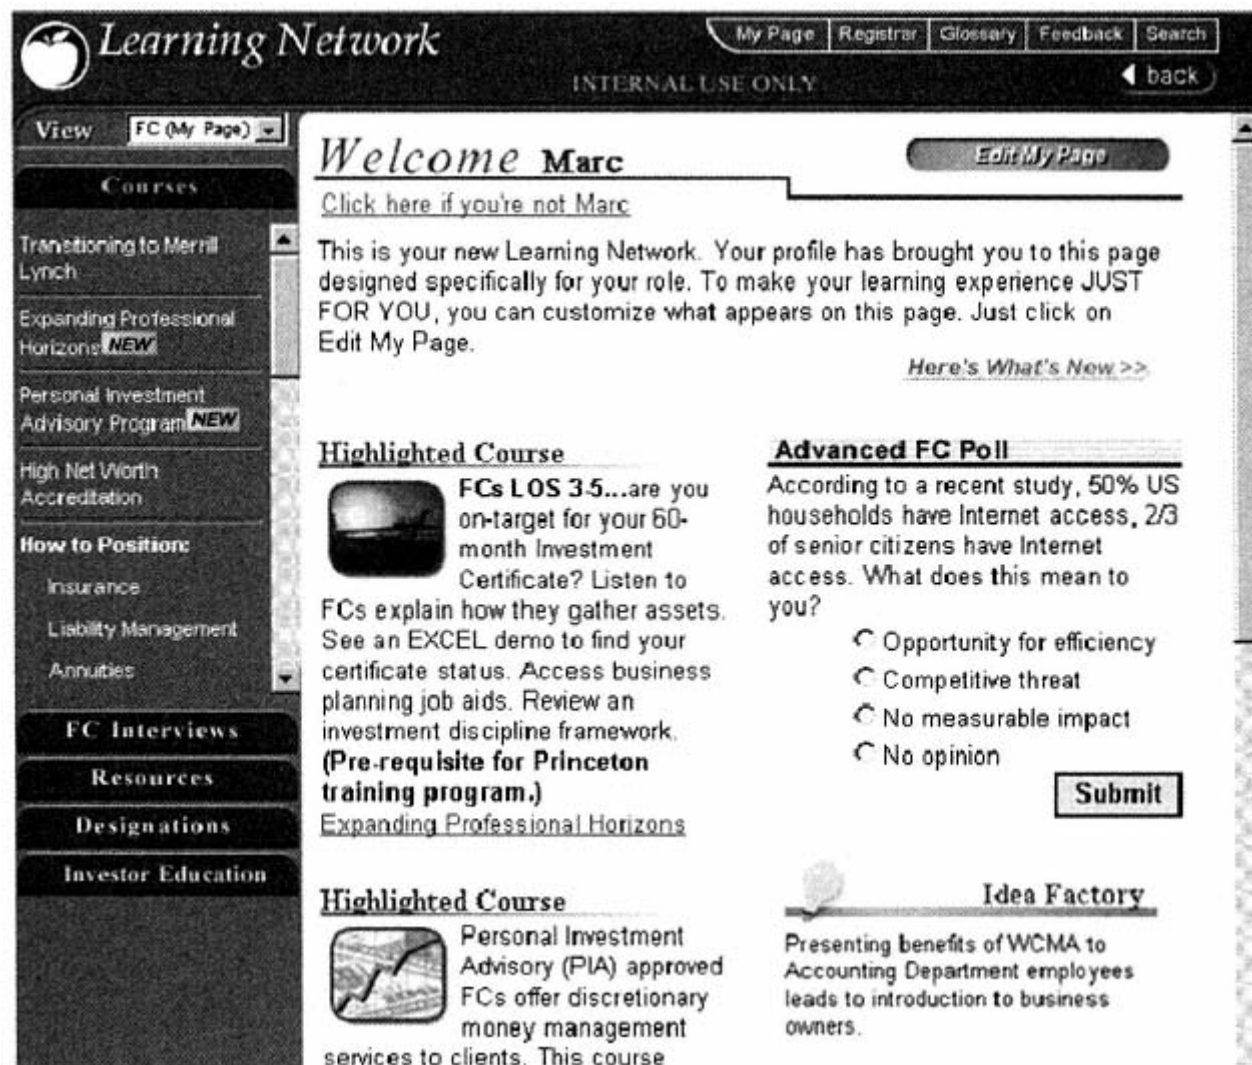 Learning Network
My Page Registrar Glossary Feedback Search
INTERNAL USE ONLY
back
View FC (My Page)
Courses
Transitioning to Merrill
Lynch
Expanding Professional
Horizons NEW
Personal Investment
Advisory Program NEW
High Net Worth
Accreditation
How to Position:
Insurance
Liability Management
Annuities
FC Interviews
Resources
Designations
Investor Education
Welcome Marc
Edit My Page
Click here if you're not Marc
This is your new Learning Network. Your profile has brought you to this page
designed specifically for your role. To make your learning experience JUST
FOR YOU, you can customize what appears on this page. Just click on
Edit My Page.
Here's What's New >>
Highlighted Course
FCs LOS 3-5...are you
on-target for your 60-
month Investment
Certificate? Listen to
FCs explain how they gather assets.
See an EXCEL demo to find your
certificate status. Access business
planning job aids. Review an
investment discipline framework.
(Pre-requisite for Princeton
training program.)
Expanding Professional Horizons
Advanced FC Poll
According to a recent study, 50% US
households have Internet access, 2/3
of senior citizens have Internet
access. What does this mean to
you?
Opportunity for efficiency
Competitive threat
No measurable impact
No opinion
Submit
Highlighted Course
Personal Investment
Advisory (PIA) approved
FCs offer discretionary
money management
services to clients. This course
Idea Factory
Presenting benefits of WCMA to
Accounting Department employees
leads to introduction to business
owners.